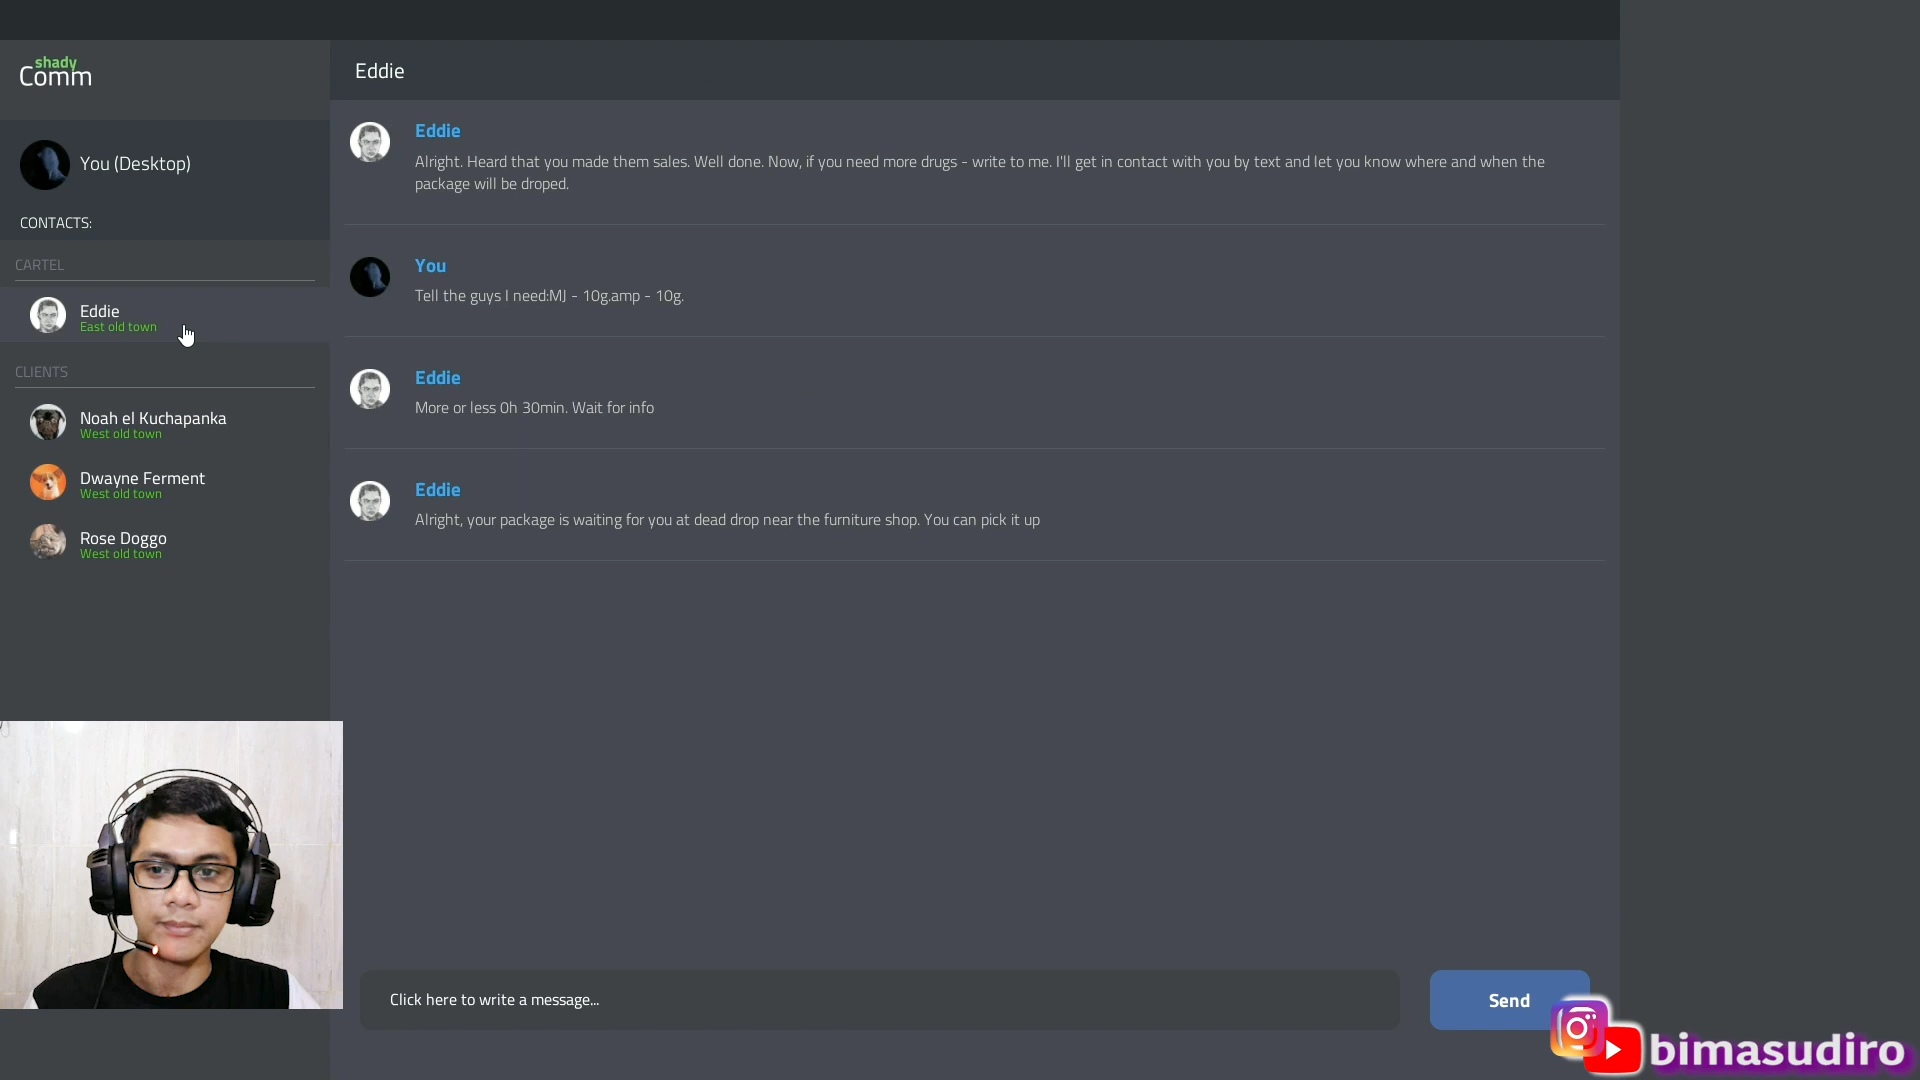 shady
Comm
You (Desktop)
CONTACTS:
CARTEL
Eddie
East old town
CLIENTS
Noah el Kuchapanka
West old town
Dwayne Ferment
West old town
Rose Doggo
West old town
Eddie
Eddie
Alright. Heard that you made them sales. Well done. Now, if you need more drugs - write to me. I'll get in contact with you by text and let you know where and when the
package will be droped.
You
Tell the guys I need:MJ - 10g.amp - 10g.
Eddie
More or less 0h 30min. Wait for info
Eddie
Alright, your package is waiting for you at dead drop near the furniture shop. You can pick it up
Click here to write a message...
Send
bimasudiro